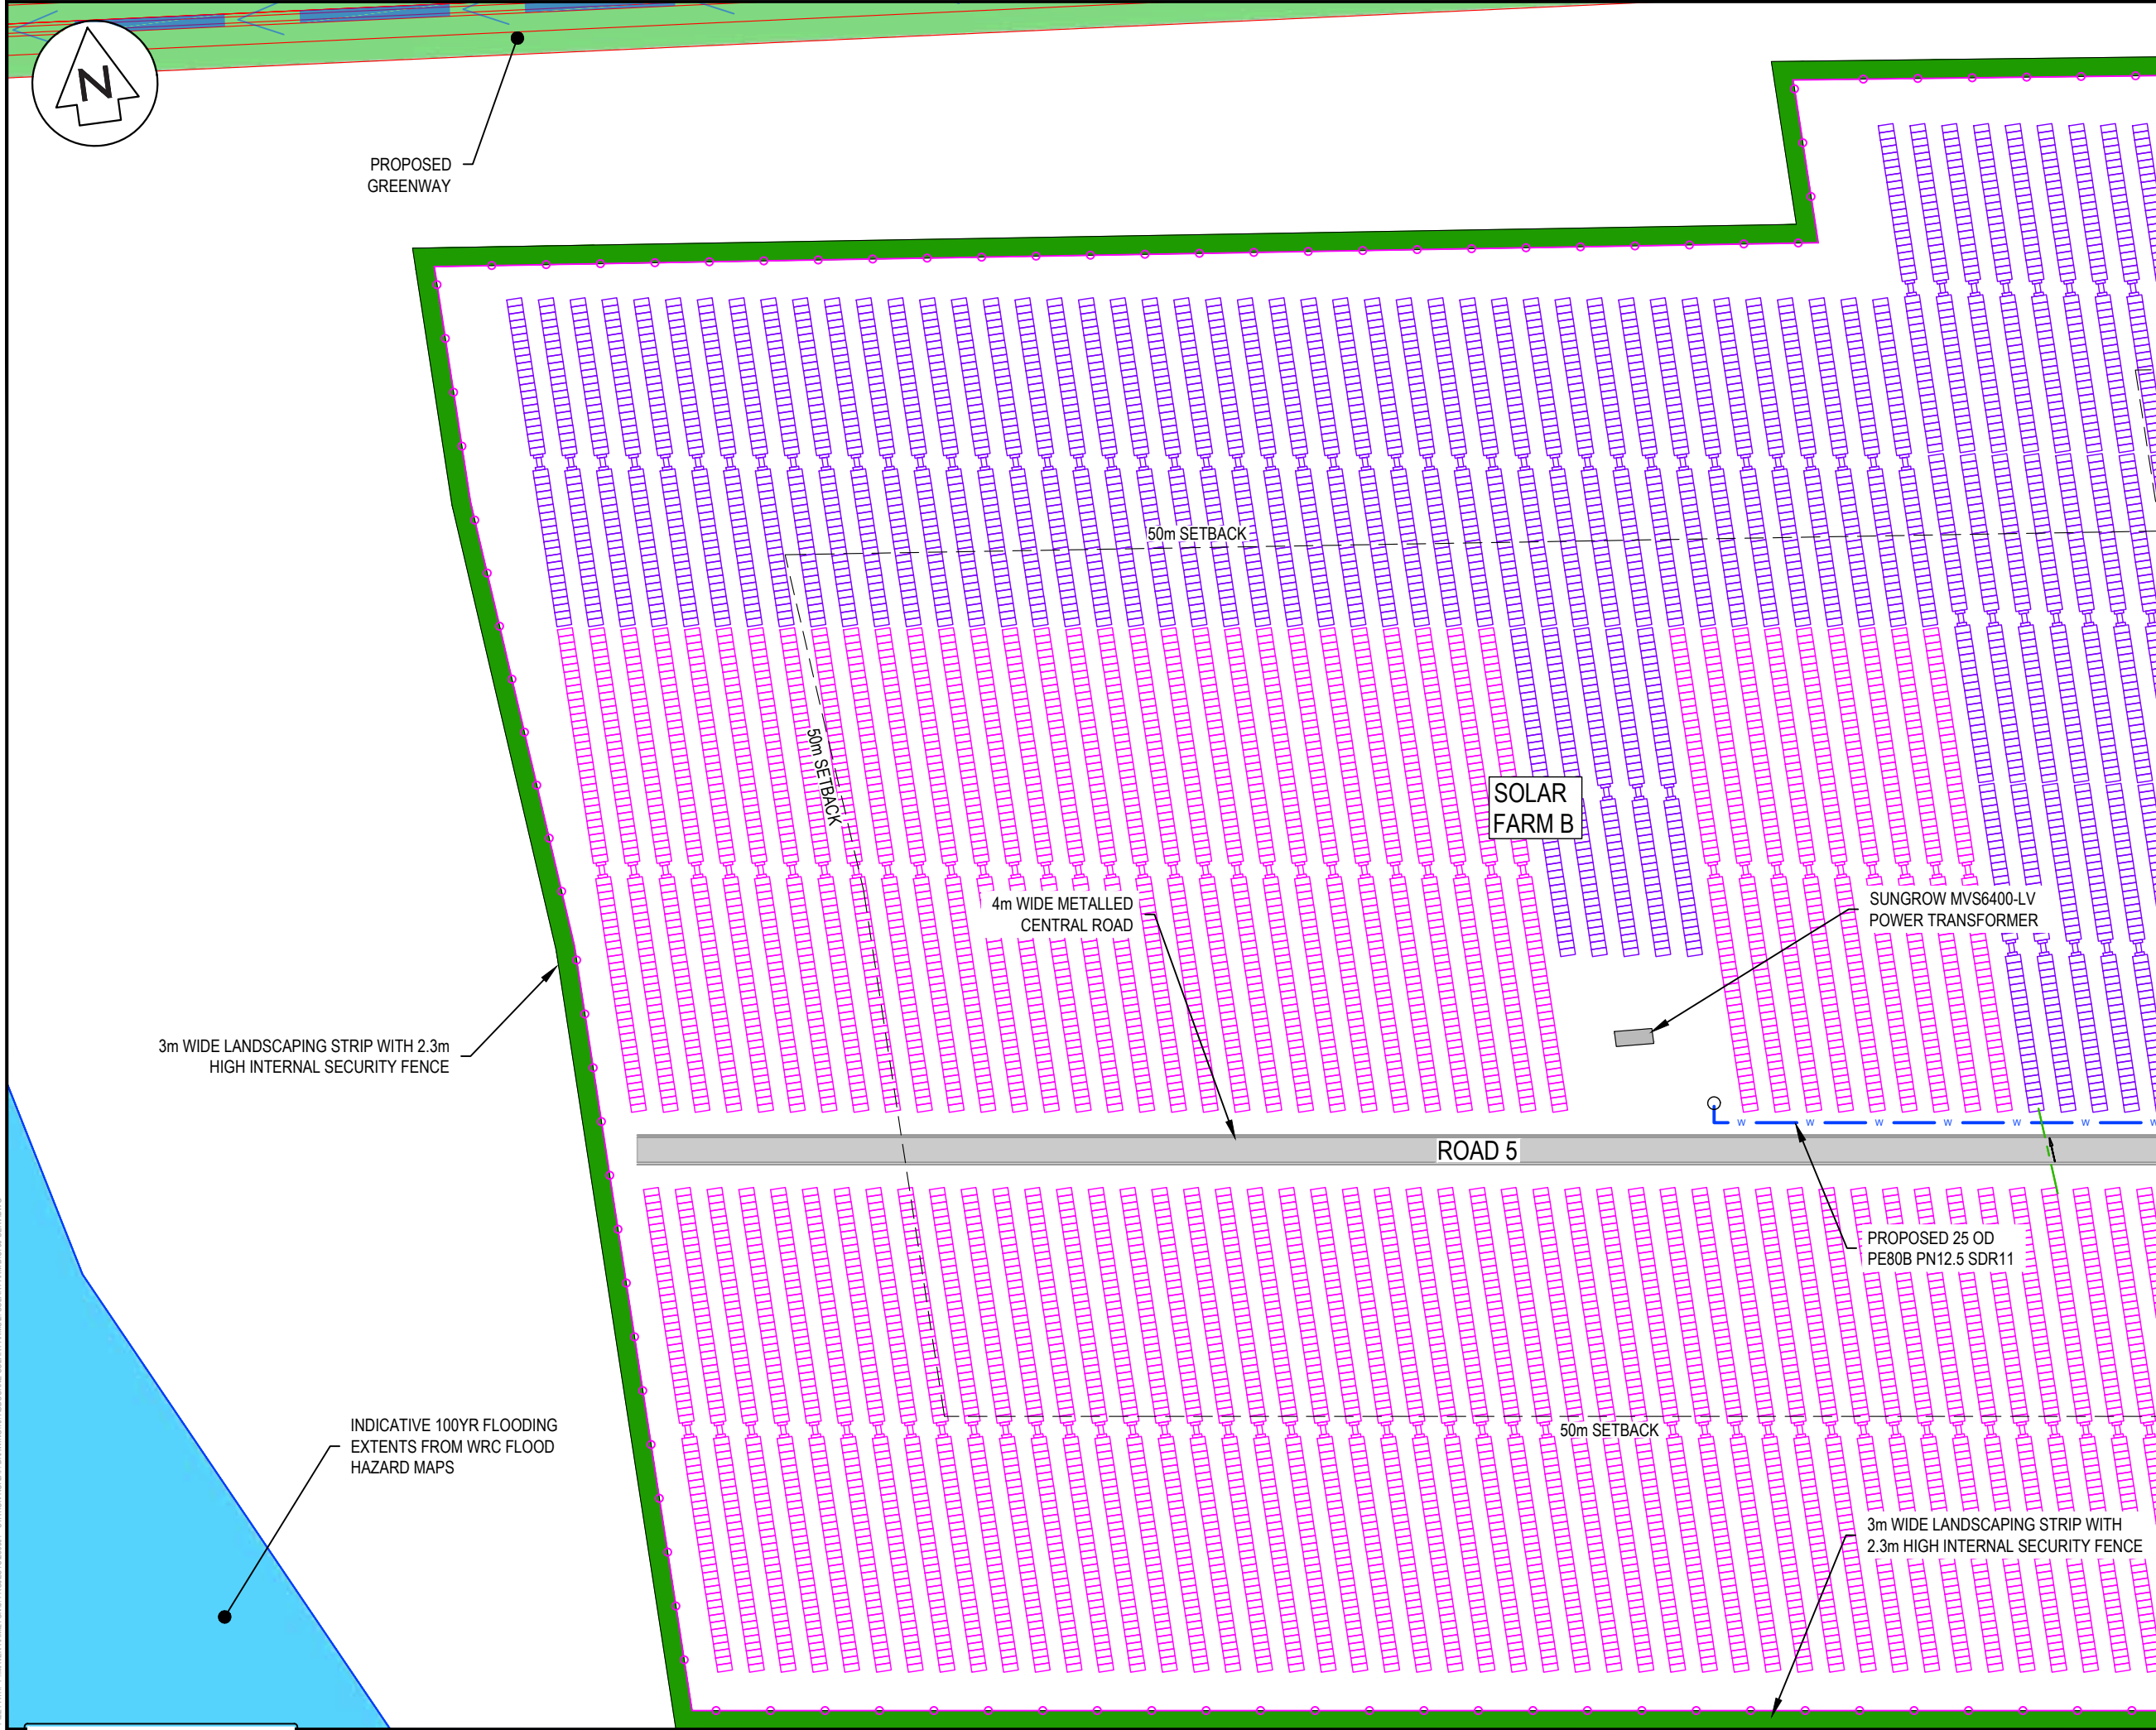 N
PROPOSED
GREENWAY
50m SETBACK
50m SETBACK
SOLAR
FARM B
4m WIDE METALLED
CENTRAL ROAD
SUNGROW MVS6400-LV
POWER TRANSFORMER
3m WIDE LANDSCAPING STRIP WITH 2.3m
HIGH INTERNAL SECURITY FENCE
W W W W W W W
ROAD 5
PROPOSED 25 OD
PE80B PN12.5 SDR11
INDICATIVE 100YR FLOODING
EXTENTS FROM WRC FLOOD
HAZARD MAPS
50m SETBACK
3m WIDE LANDSCAPING STRIP WITH
2.3m HIGH INTERNAL SECURITY FENCE